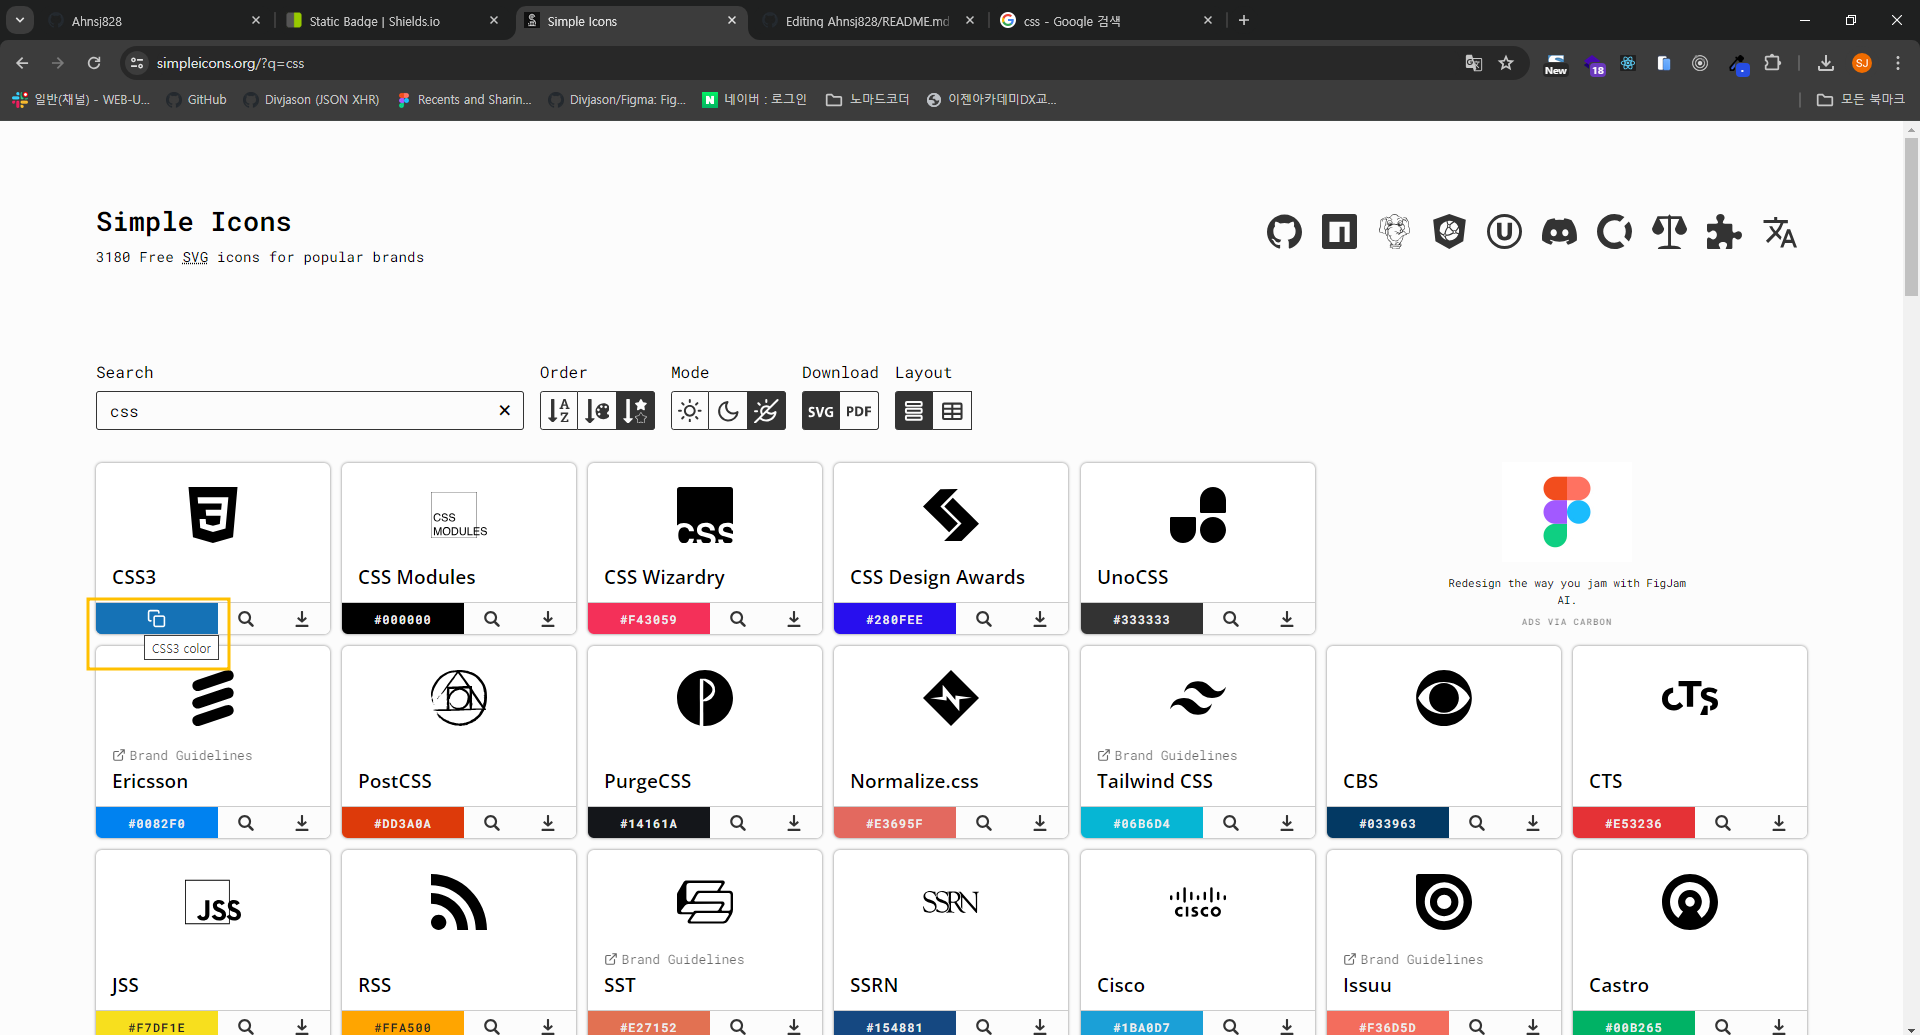 Ahnsj828
Static Badge | Shields.io
Simple Icons
Editing Ahnsj828/README.md
css - Google 검색
simpleicons.org/?q=css
New
18
SJ
일반(채널) - WEB-U...
GitHub
Divjason (JSON XHR)
Recents and Sharin...
Divjason/Figma: Fig...
N 네이버 : 로그인
노마드코더
이젠아카데미DX교...
모든 북마크
Simple Icons
3180 Free SVG icons for popular brands
Search
Order
Mode
Download
Layout
css
A
Z
SVG
PDF
CSS3
CSS3 color
CSS
MODULES
CSS Modules
#000000
css
CSS Wizardry
#F43059
CSS Design Awards
#280FEE
UnoCSS
#333333
Redesign the way you jam with FigJam
AI.
ADS VIA CARBON
Brand Guidelines
Ericsson
#0082F0
PostCSS
#DD3A0A
PurgeCSS
#14161A
Normalize.css
#E3695F
Brand Guidelines
Tailwind CSS
#06B6D4
CBS
#033963
cTs
CTS
#E53236
JSS
JSS
#F7DF1E
RSS
#FFA500
Brand Guidelines
SST
#E27152
SSRN
SSRN
#154881
CISCO
Cisco
#1BA0D7
Brand Guidelines
Issuu
#F36D5D
Castro
#00B265